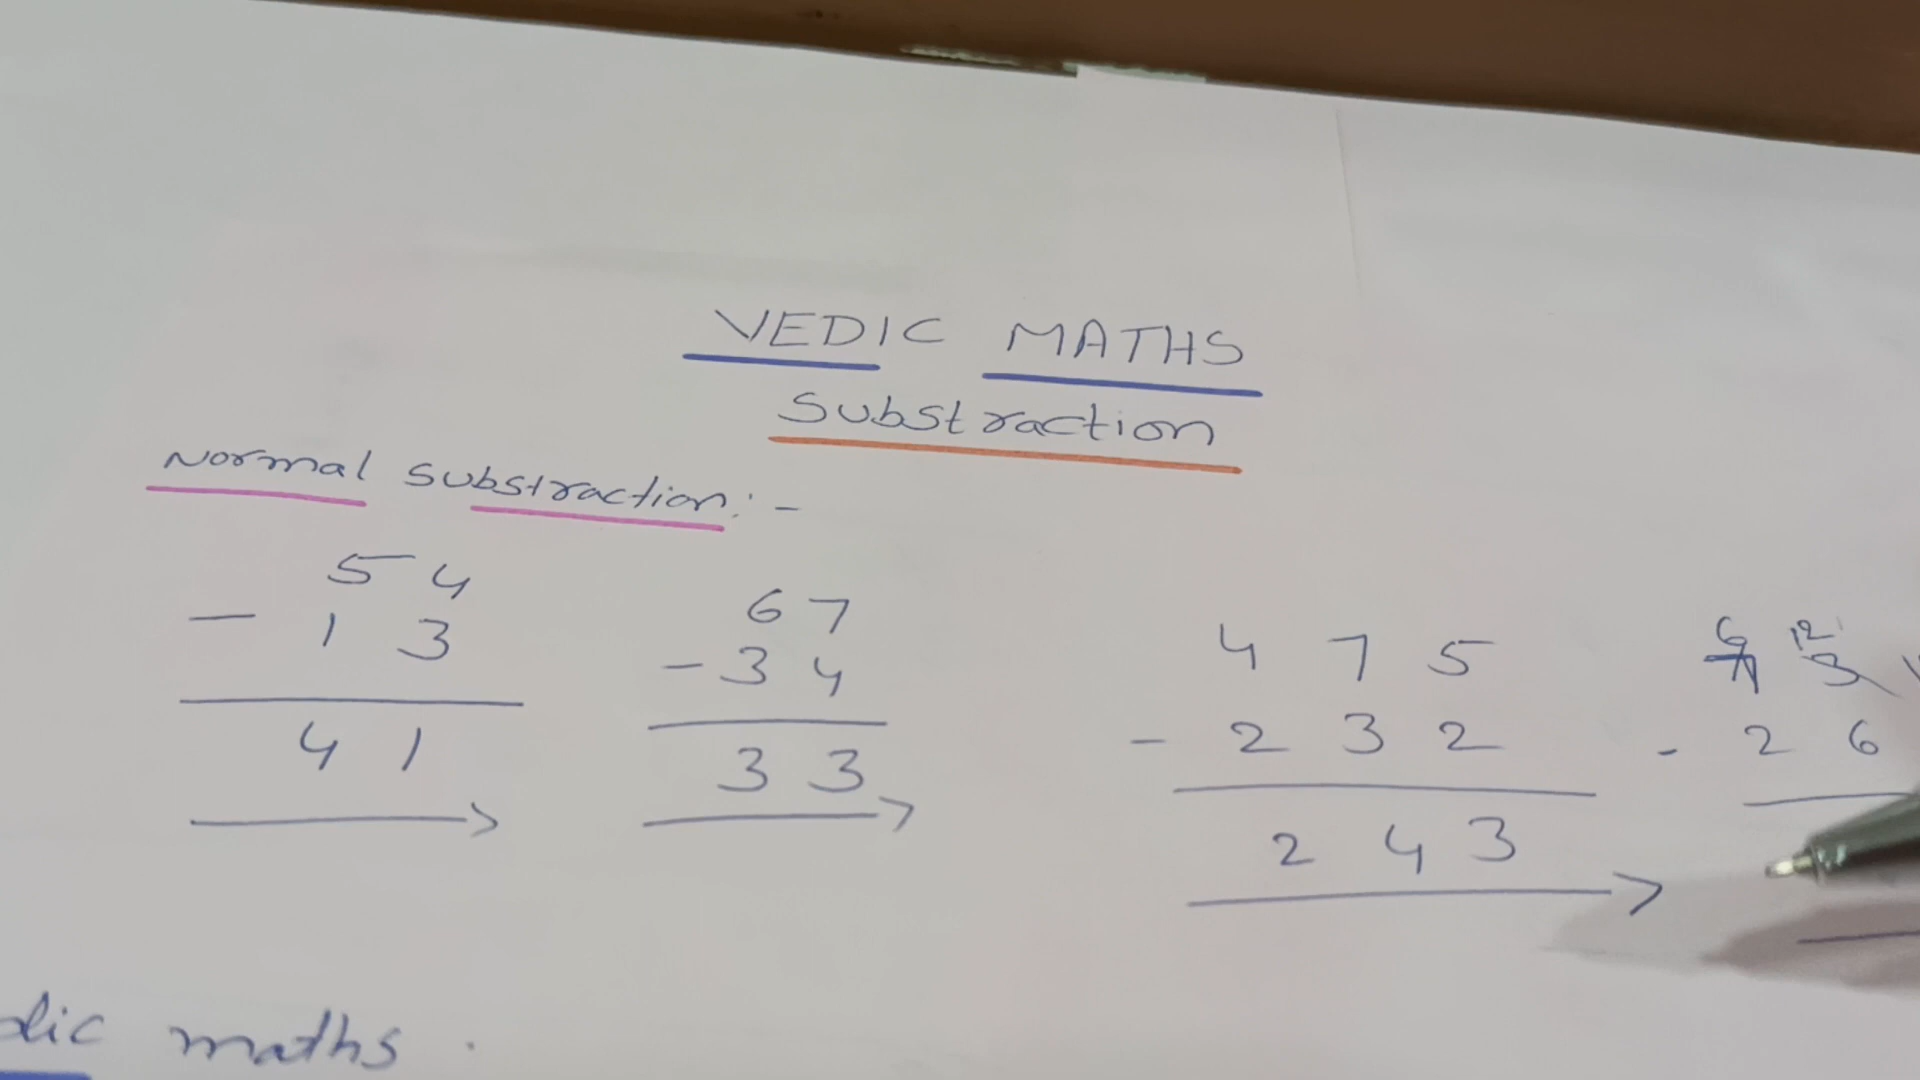 VEDIC MATHS
Substraction
Normal substraction:-
54 67 475 6 12
- 13 - 34 - 232 7 3
41 33 243 - 2 6
dic maths.